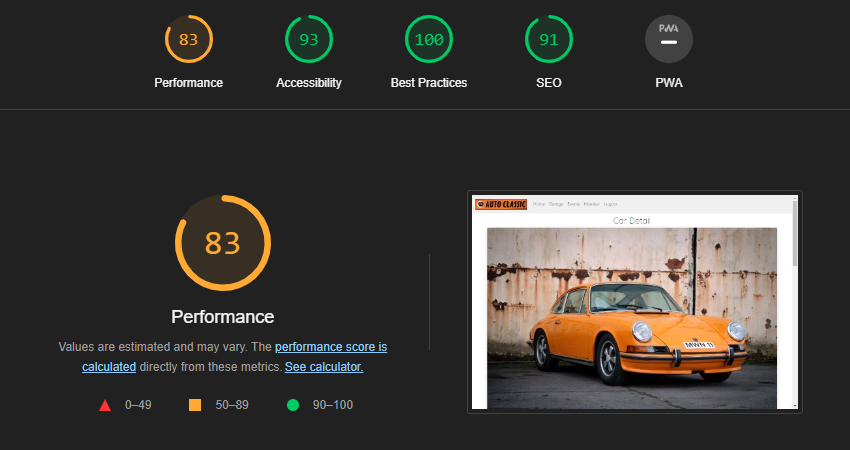 83
93
100
91
PWA
Performance
Accessibility
Best Practices
SEO
PWA
83
Performance
Values are estimated and may vary. The performance score is
calculated directly from these metrics. See calculator.
0–49
50–89
90–100
AUTO CLASSIC
Home Garage Events Member Logout
Car Detail
MWN 11